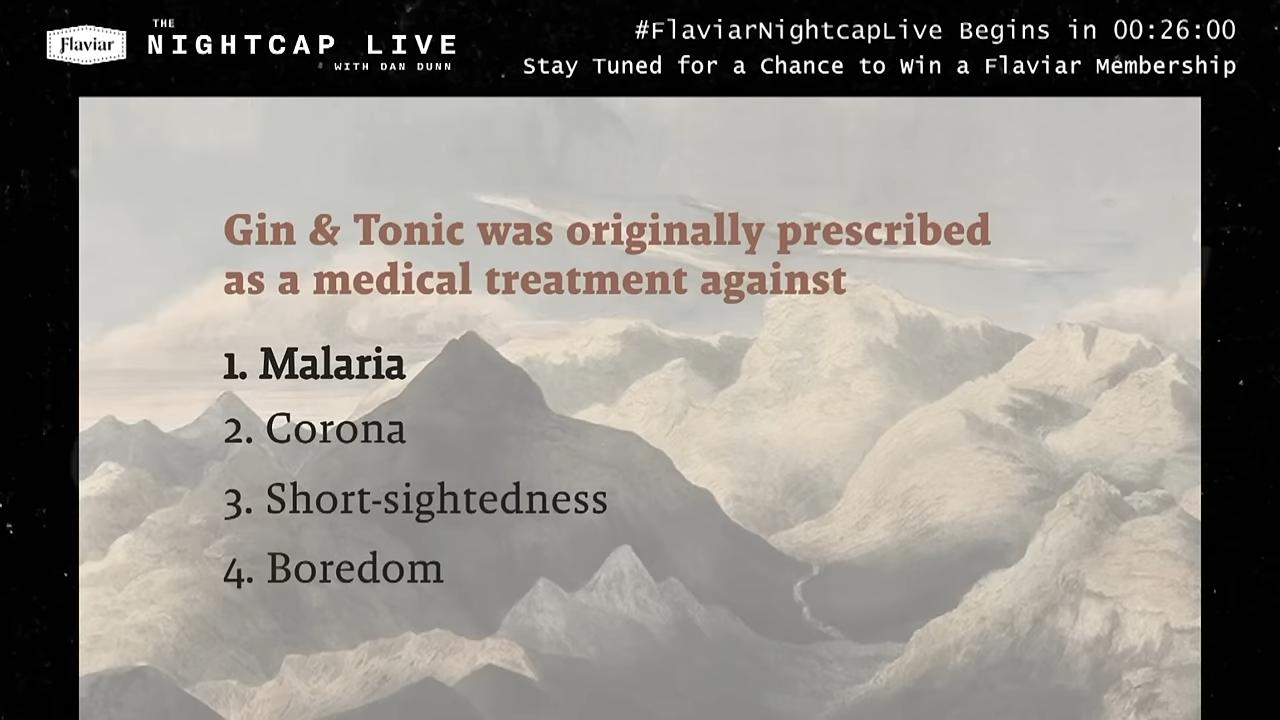 Flaviar
THE
NIGHTCAP LIVE
WITH DAN DUNN
#FlaviarNightcapLive Begins in 00:26:00
Stay Tuned for a Chance to Win a Flaviar Membership
Gin & Tonic was originally prescribed
as a medical treatment against
1. Malaria
2. Corona
3. Short-sightedness
4. Boredom